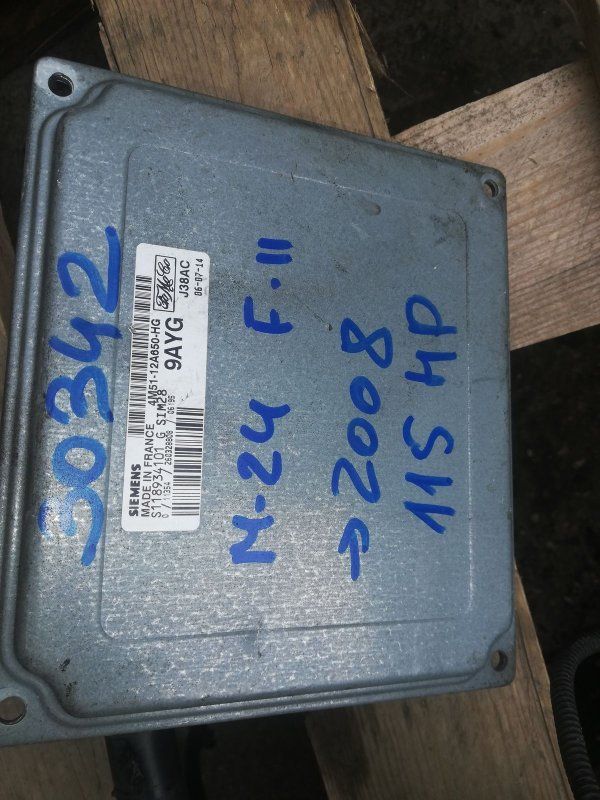 30342
SIEMENS
MADE IN FRANCE 4M51-12A650-HG
S118934101 G SIM28
9AYG
J38AC
06-07-14
M-24 F-11
→ 2008
115 HP